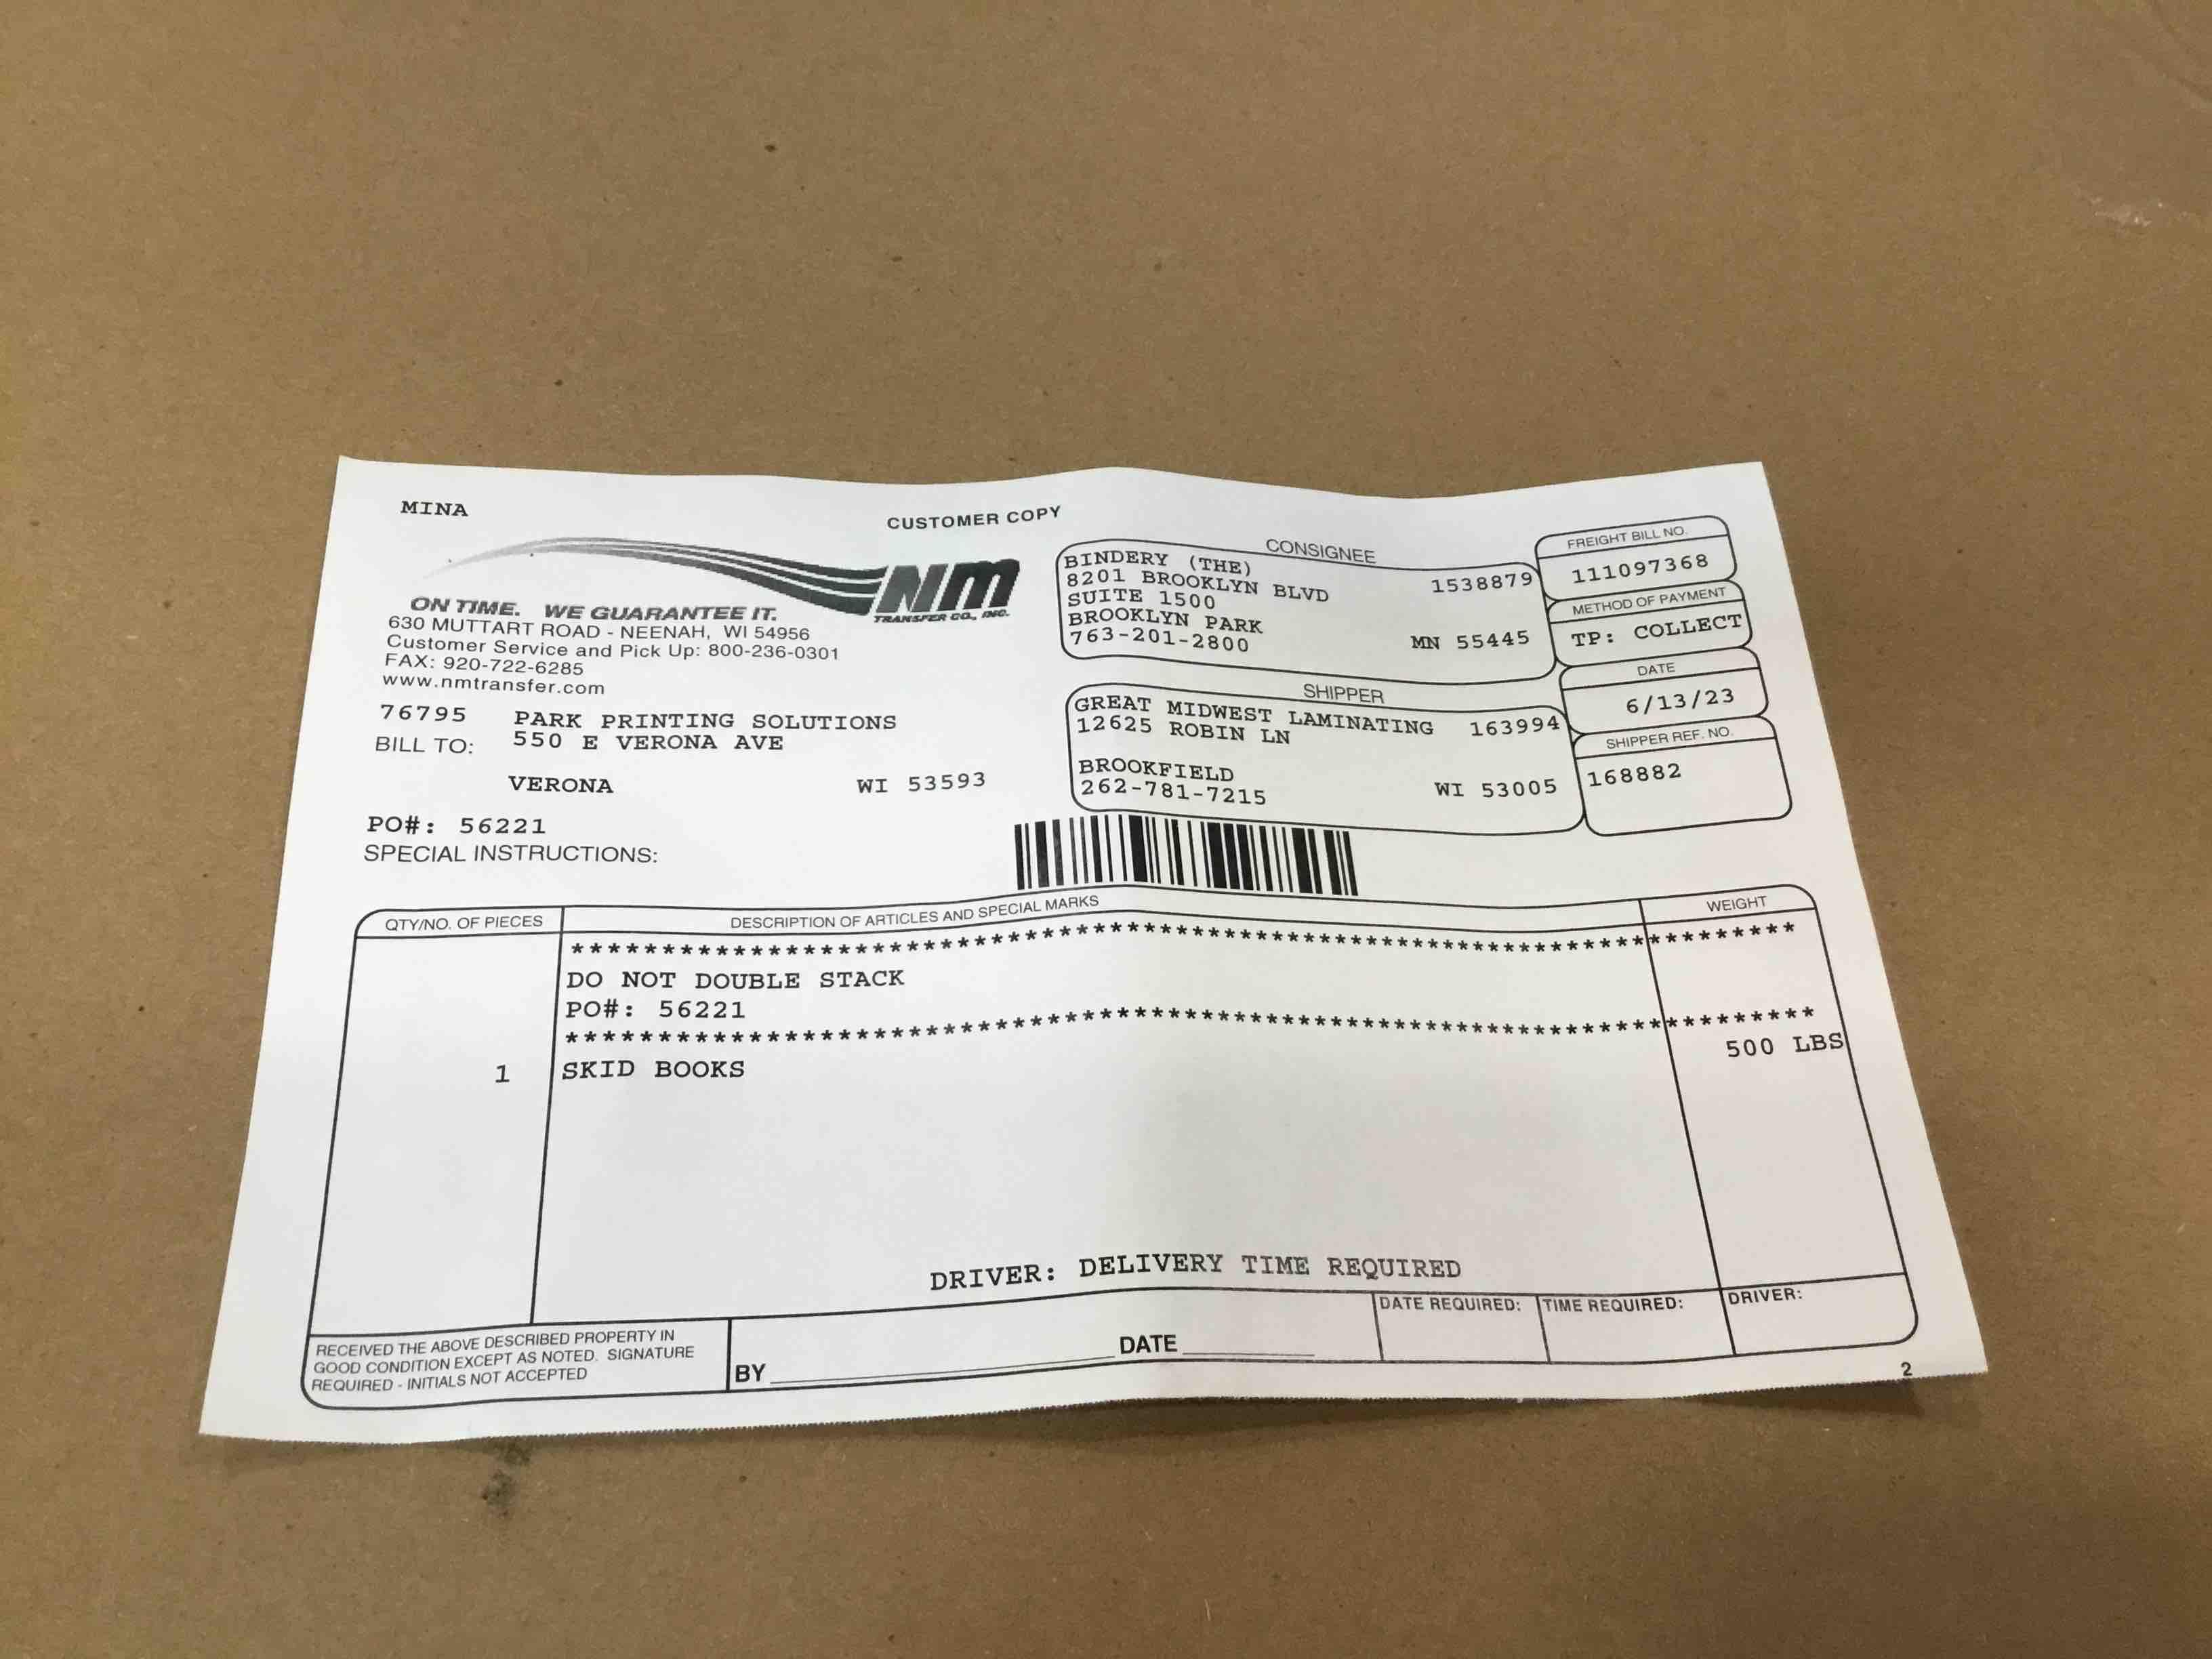 MINA
CUSTOMER COPY
NM
TRANSFER CO., INC.
ON TIME. WE GUARANTEE IT.
630 MUTTART ROAD - NEENAH, WI 54956
Customer Service and Pick Up: 800-236-0301
FAX: 920-722-6285
www.nmtransfer.com
76795 PARK PRINTING SOLUTIONS
BILL TO: 550 E VERONA AVE
VERONA WI 53593
PO#: 56221
SPECIAL INSTRUCTIONS:
CONSIGNEE
BINDERY (THE) 1538879
8201 BROOKLYN BLVD
SUITE 1500
BROOKLYN PARK MN 55445
763-201-2800
SHIPPER
GREAT MIDWEST LAMINATING 163994
12625 ROBIN LN
BROOKFIELD WI 53005
262-781-7215
FREIGHT BILL NO.
111097368
METHOD OF PAYMENT
TP: COLLECT
DATE
6/13/23
SHIPPER REF. NO.
168882
QTY/NO. OF PIECES DESCRIPTION OF ARTICLES AND SPECIAL MARKS WEIGHT
********************************************************************************
DO NOT DOUBLE STACK
PO#: 56221
********************************************************************************
1 SKID BOOKS 500 LBS
DRIVER: DELIVERY TIME REQUIRED
RECEIVED THE ABOVE DESCRIBED PROPERTY IN
GOOD CONDITION EXCEPT AS NOTED. SIGNATURE
REQUIRED - INITIALS NOT ACCEPTED
BY DATE
DATE REQUIRED: TIME REQUIRED: DRIVER:
2